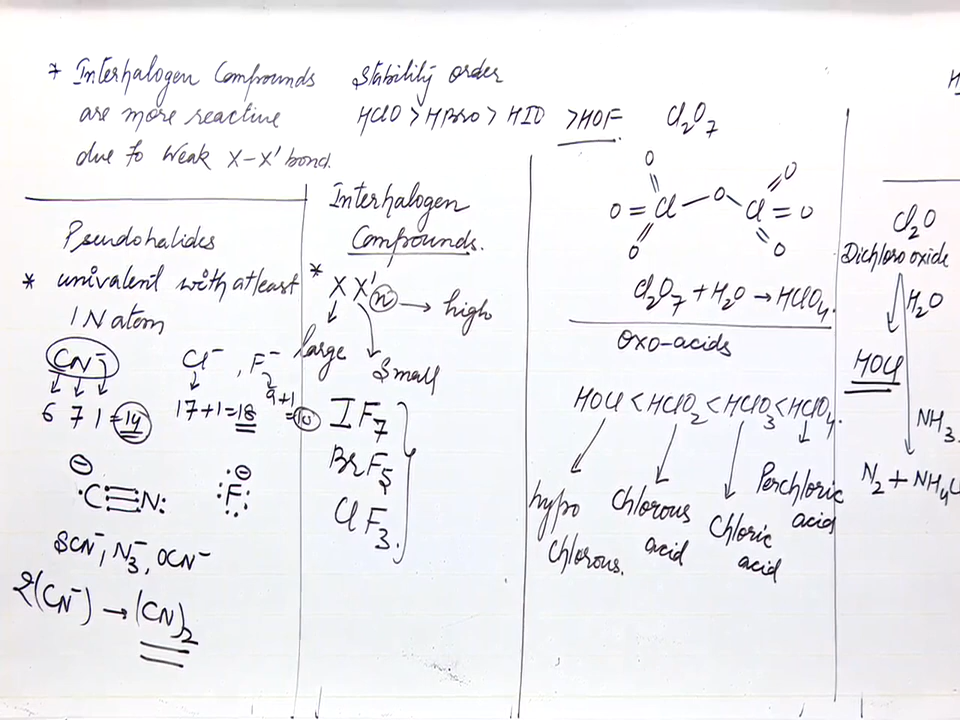 * Interhalogen Compounds
are more reactive
due to weak X-X' bond.
Stability order
HClO > HBrO > HIO > HOF
Pseudohalides
* univalent with atleast
1 N atom
CN⁻
6 7 1 = 14
Cl⁻ , F⁻
17+1=18
9+1
=10
⊖
:C≡N:
⊖
:F:
SCN⁻, N₃⁻, OCN⁻
2(CN⁻) → (CN)₂
Interhalogen
Compounds.
* XX'n → high
large
Small
IF₇
BrF₅
ClF₃.
Cl₂O₇
O O
O=Cl-O-Cl=O
O O
Cl₂O₇ + H₂O → HClO₄.
Oxo-acids
HOCl < HClO₂ < HClO₃ < HClO₄.
hypo
chlorous.
Chlorous
acid
Chloric
acid
Perchloric
acid
Cl₂O
Dichloro oxide
H₂O
HOCl
NH₃.
N₂ + NH₄C